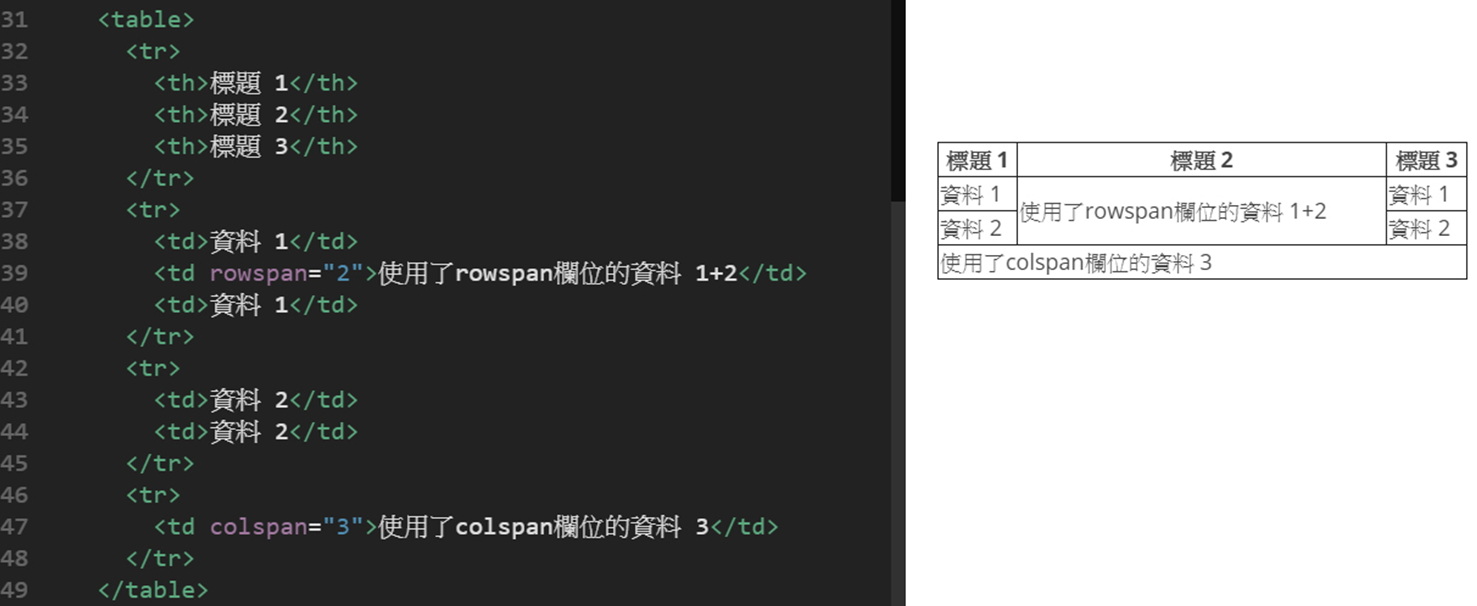 31 <table>
32 <tr>
33 <th>標題 1</th>
34 <th>標題 2</th>
35 <th>標題 3</th>
36 </tr>
37 <tr>
38 <td>資料 1</td>
39 <td rowspan="2">使用了rowspan欄位的資料 1+2</td>
40 <td>資料 1</td>
41 </tr>
42 <tr>
43 <td>資料 2</td>
44 <td>資料 2</td>
45 </tr>
46 <tr>
47 <td colspan="3">使用了colspan欄位的資料 3</td>
48 </tr>
49 </table>
標題 1 標題 2 標題 3
資料 1 使用了rowspan欄位的資料 1+2 資料 1
資料 2 資料 2
使用了colspan欄位的資料 3